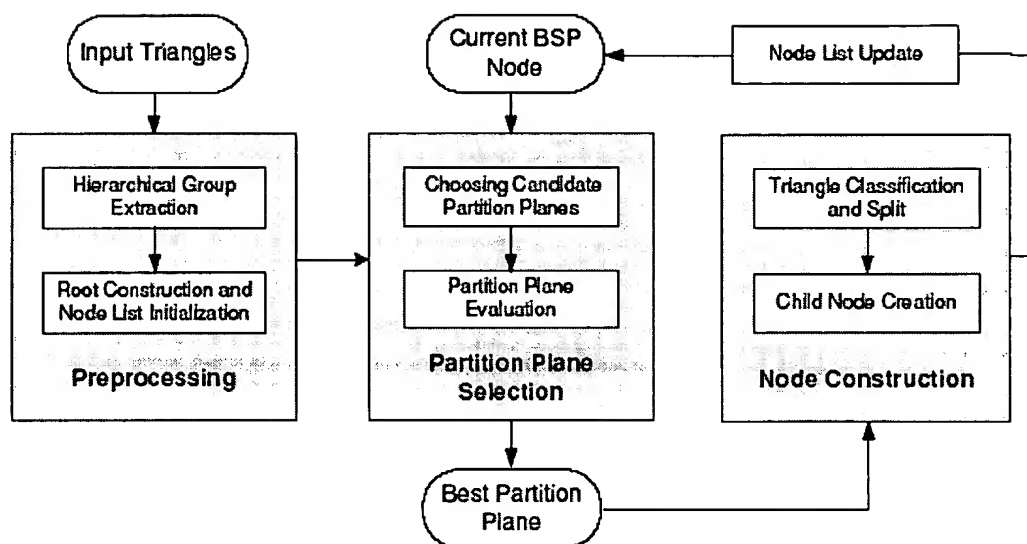 Input Triangles
Current BSP
Node
Node List Update
Hierarchical Group
Extraction
Root Construction and
Node List Initialization
Preprocessing
Choosing Candidate
Partition Planes
Partition Plane
Evaluation
Partition Plane
Selection
Triangle Classification
and Split
Child Node Creation
Node Construction
Best Partition
Plane